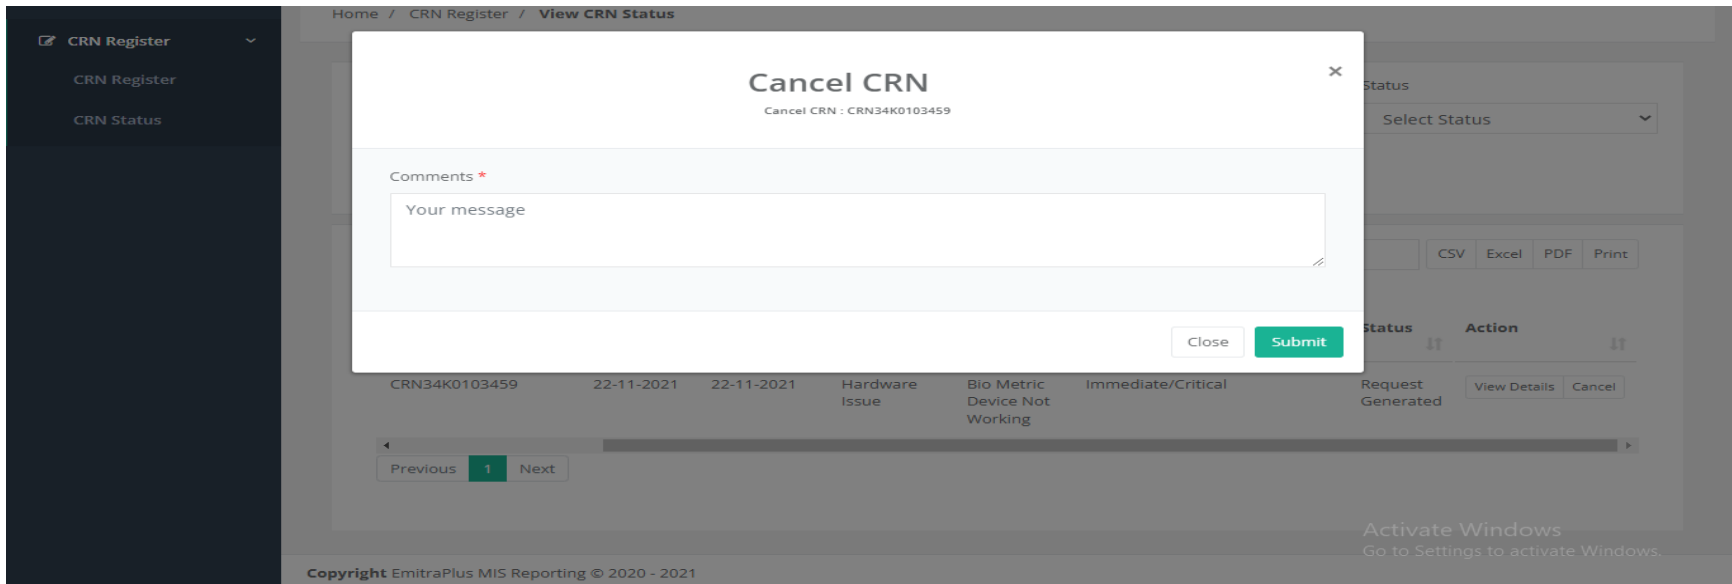 Home / CRN Register / View CRN Status
CRN Register
CRN Register
CRN Status
Cancel CRN
×
Cancel CRN : CRN34K0103459
Status
Select Status
Comments *
Your message
CSV Excel PDF Print
Close Submit
Status Action
CRN34K0103459 22-11-2021 22-11-2021 Hardware Issue Bio Metric Device Not Working Immediate/Critical Request Generated View Details Cancel
Previous 1 Next
Activate Windows
Go to Settings to activate Windows.
Copyright EmitraPlus MIS Reporting © 2020 - 2021